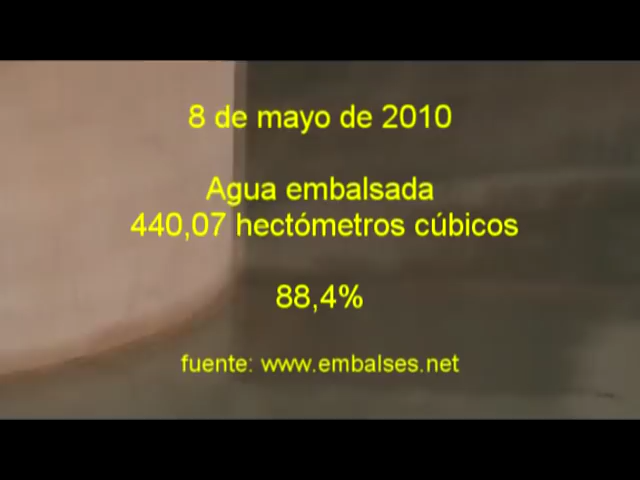 8 de mayo de 2010
Agua embalsada
440,07 hectómetros cúbicos
88,4%
fuente: www.embalses.net